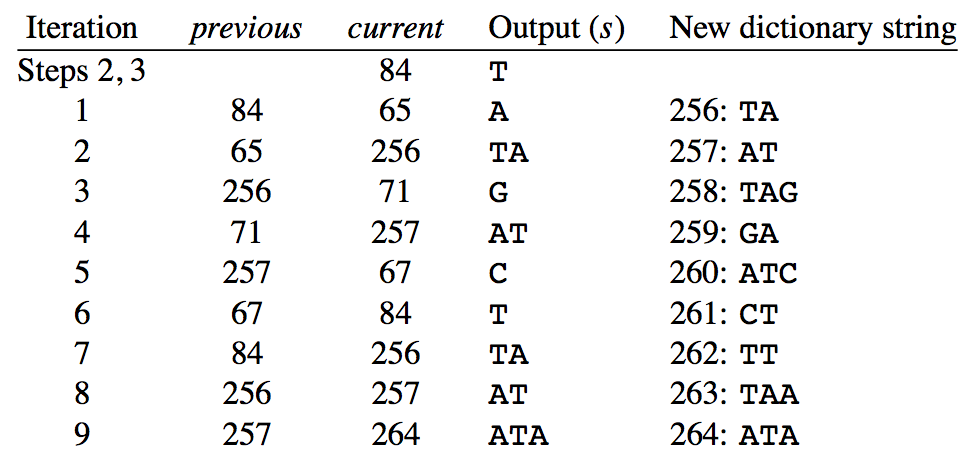 Iteration previous current Output (s) New dictionary string
Steps 2, 3 84 T
1 84 65 A 256: TA
2 65 256 TA 257: AT
3 256 71 G 258: TAG
4 71 257 AT 259: GA
5 257 67 C 260: ATC
6 67 84 T 261: CT
7 84 256 TA 262: TT
8 256 257 AT 263: TAA
9 257 264 ATA 264: ATA